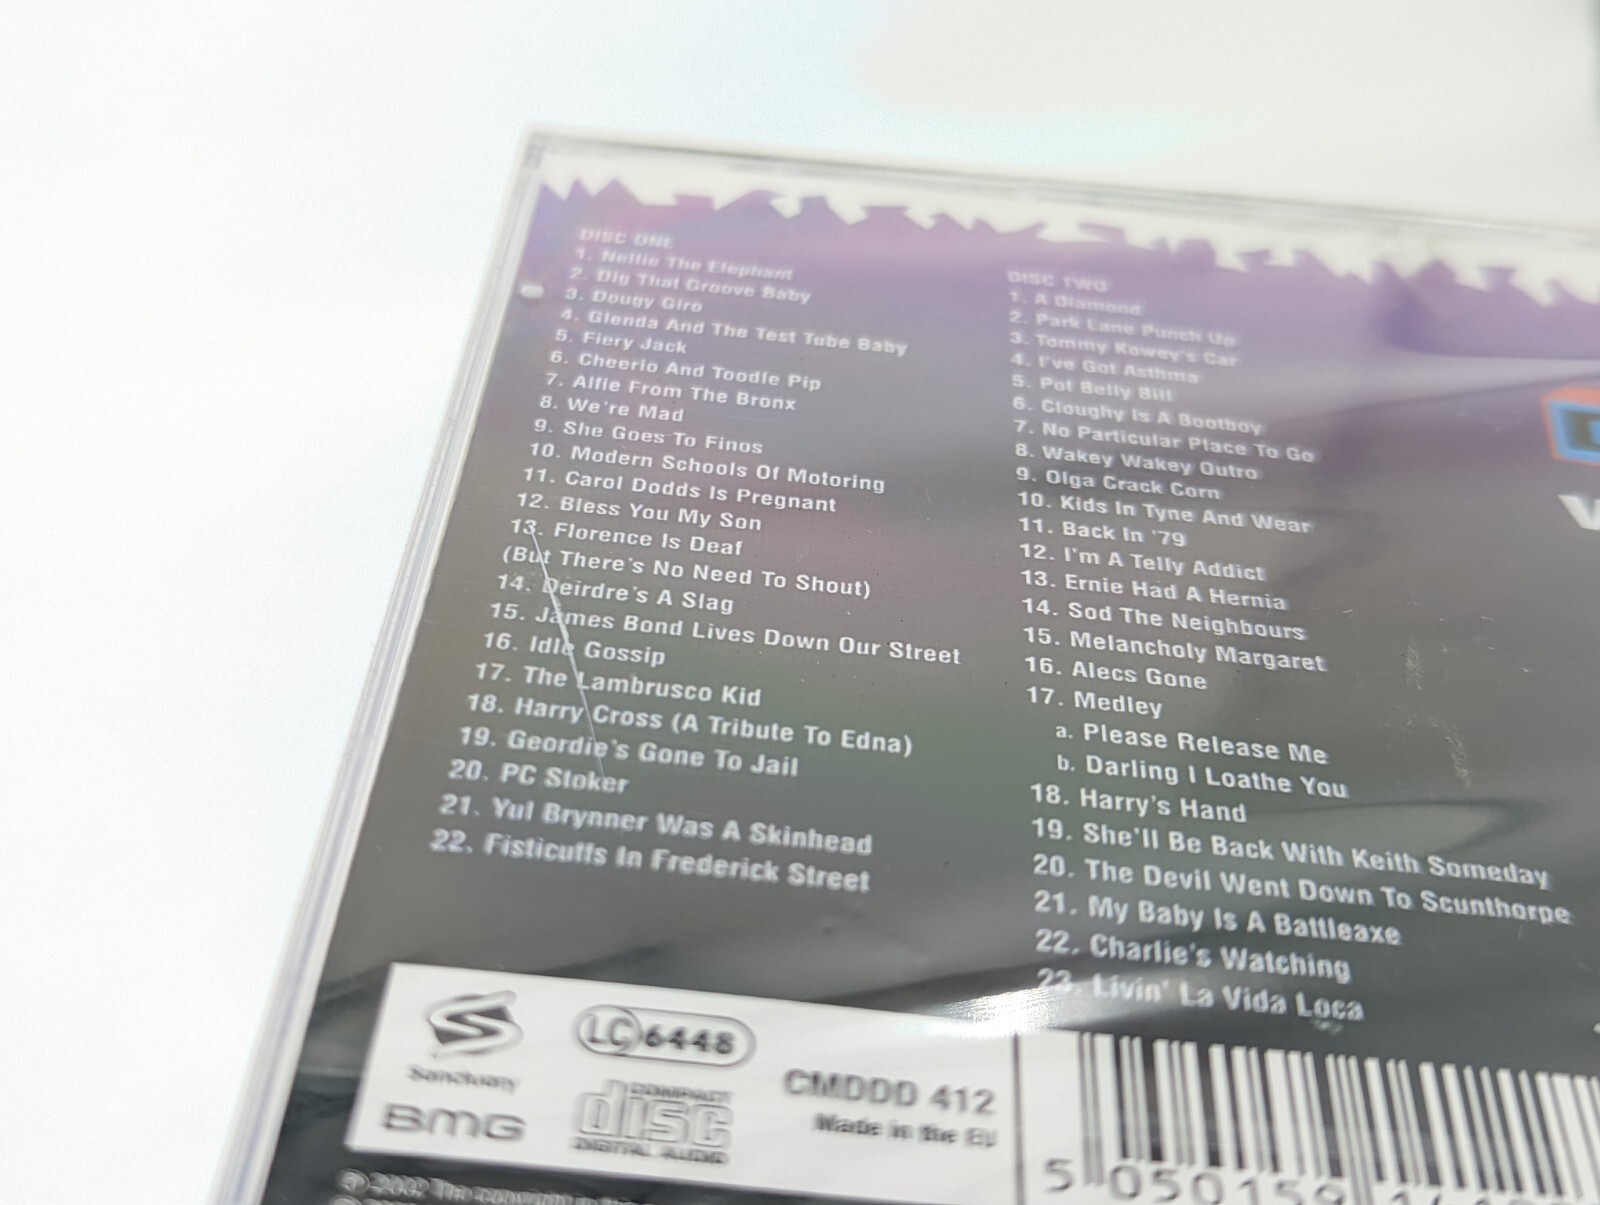 DISC ONE
1. Nellie The Elephant
2. Dig That Groove Baby
3. Dougy Giro
4. Glenda And The Test Tube Baby
5. Fiery Jack
6. Cheerio And Toodle Pip
7. Alfie From The Bronx
8. We're Mad
9. She Goes To Finos
10. Modern Schools Of Motoring
11. Carol Dodds Is Pregnant
12. Bless You My Son
13. Florence Is Deaf
(But There's No Need To Shout)
14. Deirdre's A Slag
15. James Bond Lives Down Our Street
16. Idle Gossip
17. The Lambrusco Kid
18. Harry Cross (A Tribute To Edna)
19. Geordie's Gone To Jail
20. PC Stoker
21. Yul Brynner Was A Skinhead
22. Fisticuffs In Frederick Street
DISC TWO
1. A Diamond
2. Park Lane Punch Up
3. Tommy Kowey's Car
4. I've Got Asthma
5. Pot Belly Bill
6. Cloughy Is A Bootboy
7. No Particular Place To Go
8. Wakey Wakey Outro
9. Olga Crack Corn
10. Kids In Tyne And Wear
11. Back In '79
12. I'm A Telly Addict
13. Ernie Had A Hernia
14. Sod The Neighbours
15. Melancholy Margaret
16. Alecs Gone
17. Medley
a. Please Release Me
b. Darling I Loathe You
18. Harry's Hand
19. She'll Be Back With Keith Someday
20. The Devil Went Down To Scunthorpe
21. My Baby Is A Battleaxe
22. Charlie's Watching
23. Livin' La Vida Loca
Sanctuary
BMG
LC 6448
COMPACT
disc
DIGITAL AUDIO
CMDDD 412
Made in the EU
5 050159
℗ 2002 The copyright in